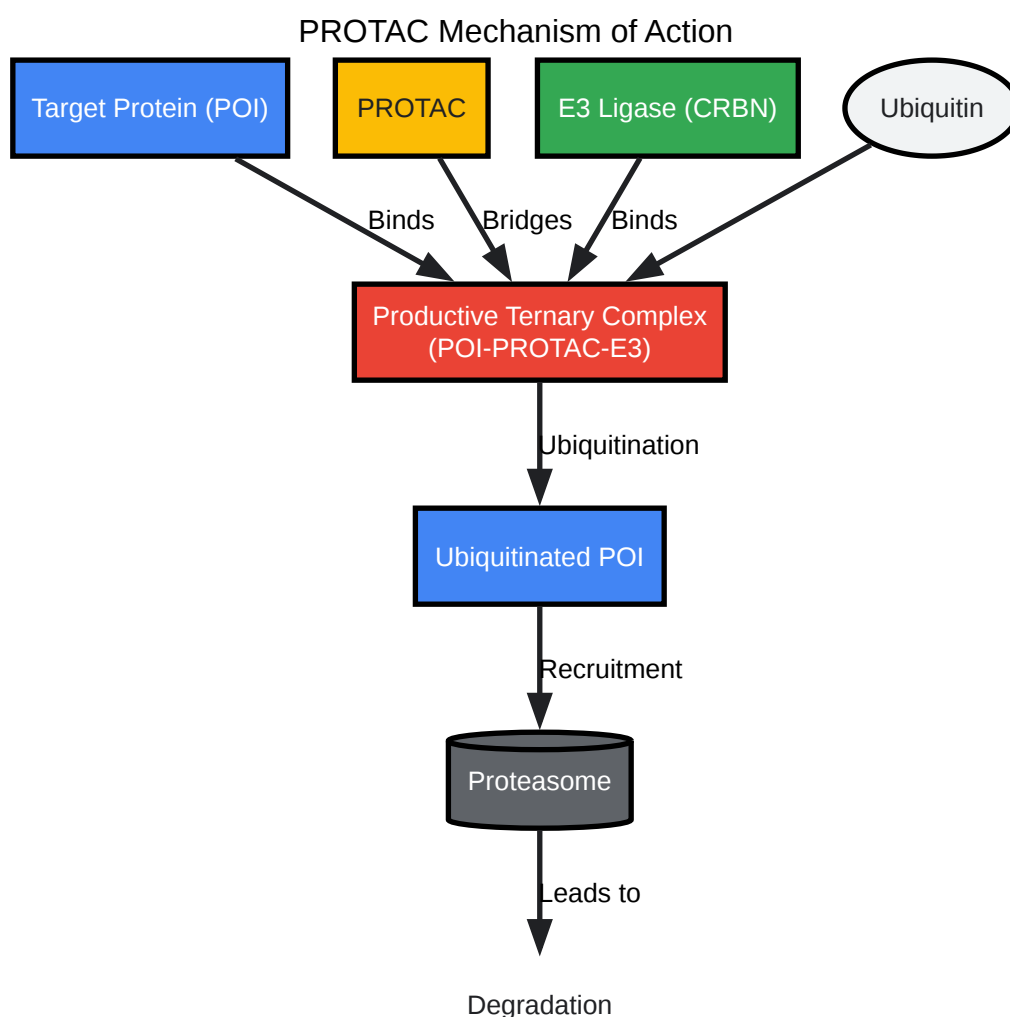 PROTAC Mechanism of Action
Target Protein (POI)
PROTAC
E3 Ligase (CRBN)
Ubiquitin
Binds
Bridges
Binds
Productive Ternary Complex
(POI-PROTAC-E3)
Ubiquitination
Ubiquitinated POI
Recruitment
Proteasome
Leads to
Degradation